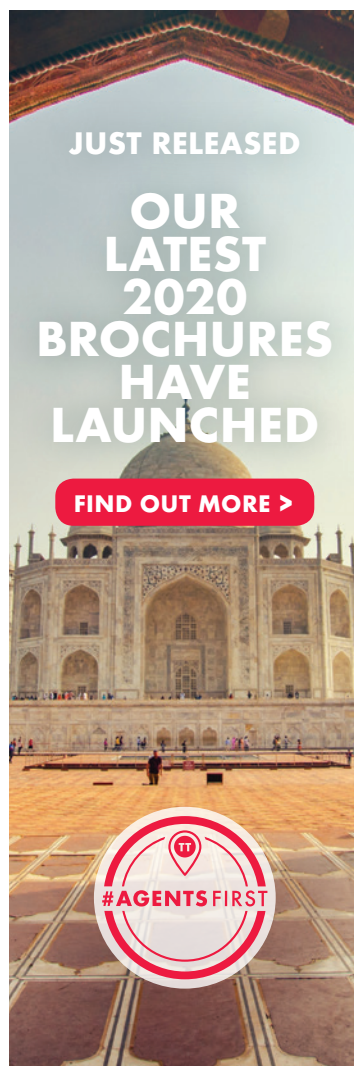 JUST RELEASED
OUR
LATEST
2020
BROCHURES
HAVE
LAUNCHED
FIND OUT MORE >
TT
#AGENTSFIRST